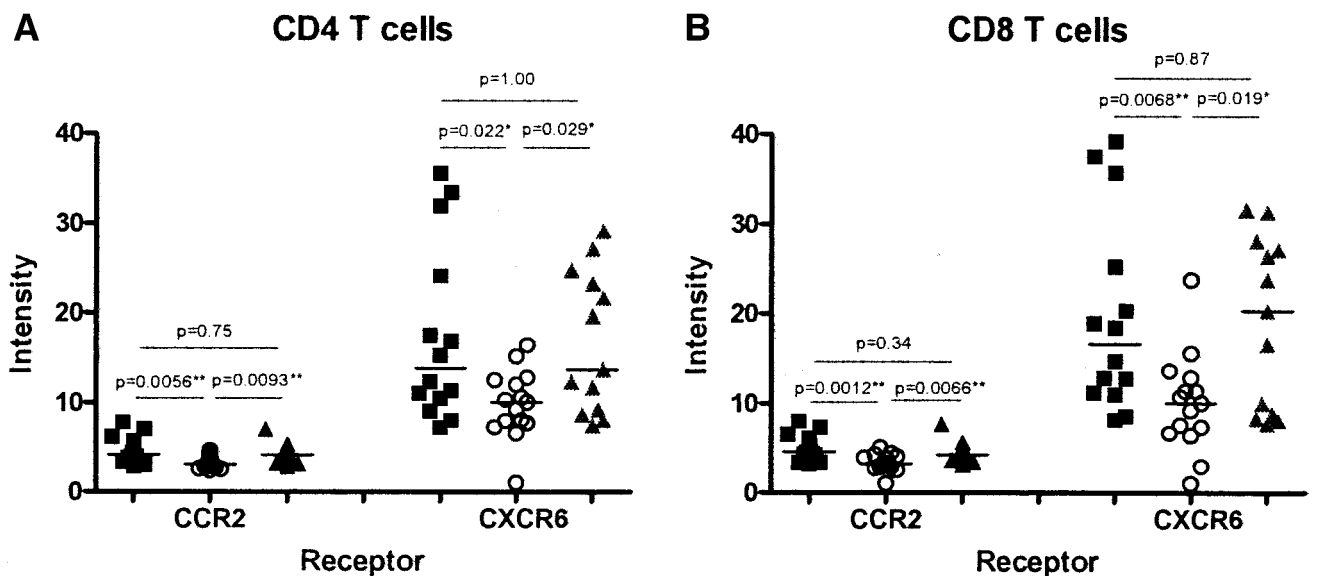 A
CD4 T cells
p=1.00
p=0.022* p=0.029*
40
30
20
10
0
Intensity
p=0.75
p=0.0056** p=0.0093**
CCR2
CXCR6
Receptor
B
CD8 T cells
p=0.87
p=0.0068** p=0.019*
40
30
20
10
0
Intensity
p=0.34
p=0.0012** p=0.0066**
CCR2
CXCR6
Receptor